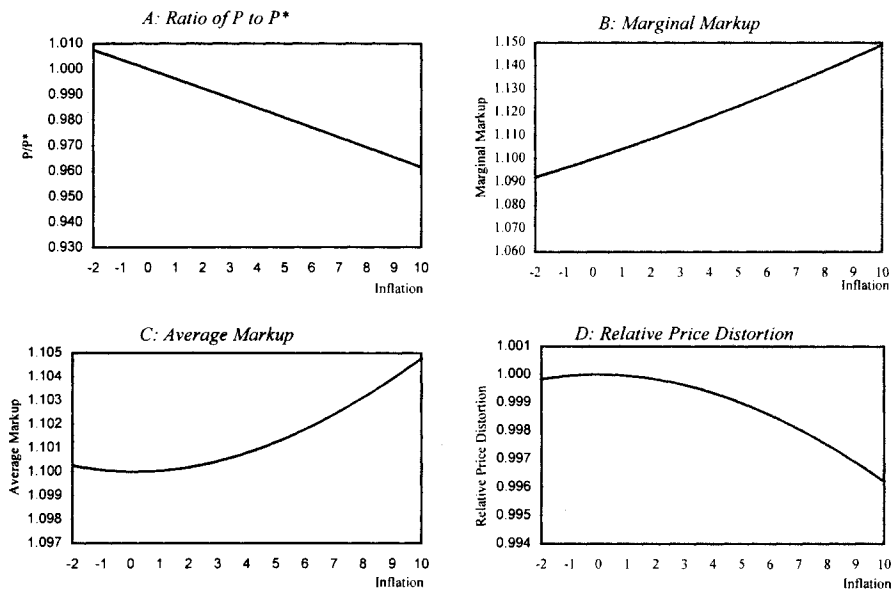 A: Ratio of P to P*
1.010
1.000
0.990
0.980
0.970
0.960
0.950
0.940
0.930
P/P*
-2 -1 0 1 2 3 4 5 6 7 8 9 10
Inflation
B: Marginal Markup
1.150
1.140
1.130
1.120
1.110
1.100
1.090
1.080
1.070
1.060
Marginal Markup
-2 -1 0 1 2 3 4 5 6 7 8 9 10
Inflation
C: Average Markup
1.105
1.104
1.103
1.102
1.101
1.100
1.099
1.098
1.097
Average Markup
-2 -1 0 1 2 3 4 5 6 7 8 9 10
Inflation
D: Relative Price Distortion
1.001
1.000
0.999
0.998
0.997
0.996
0.995
0.994
Relative Price Distortion
-2 -1 0 1 2 3 4 5 6 7 8 9 10
Inflation